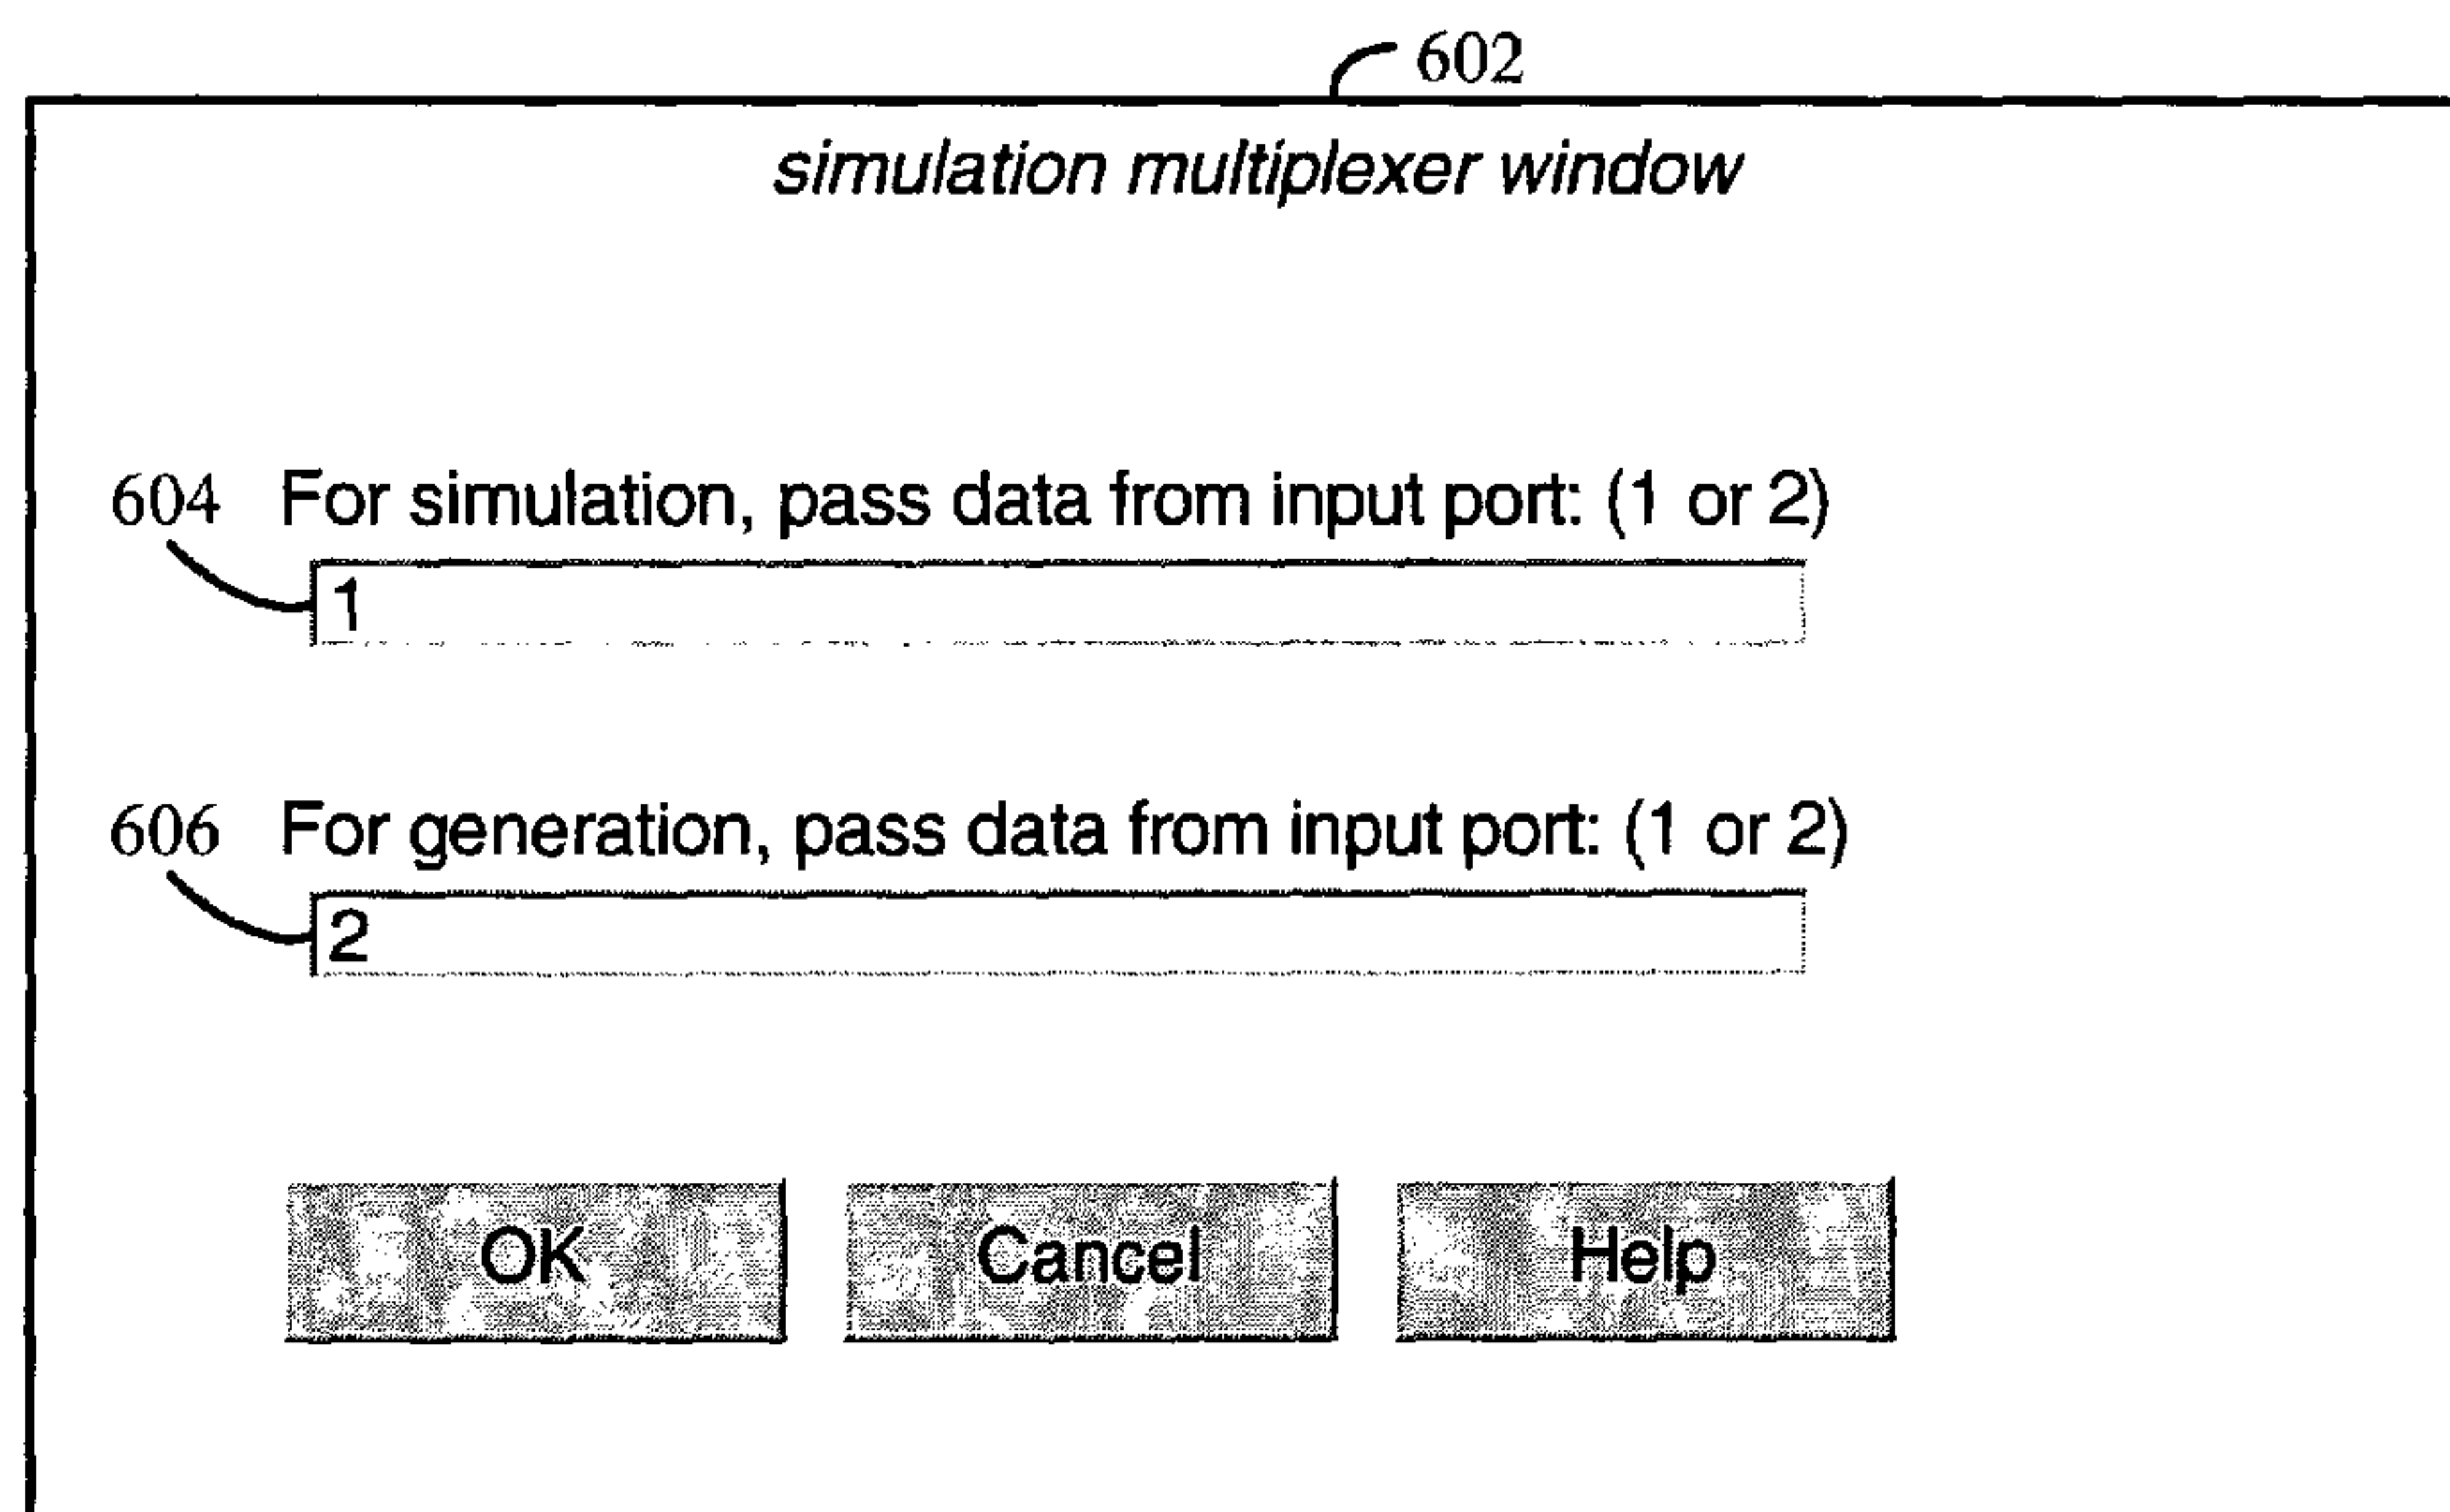 602
simulation multiplexer window
604 For simulation, pass data from input port: (1 or 2)
1
606 For generation, pass data from input port: (1 or 2)
2
OK Cancel Help